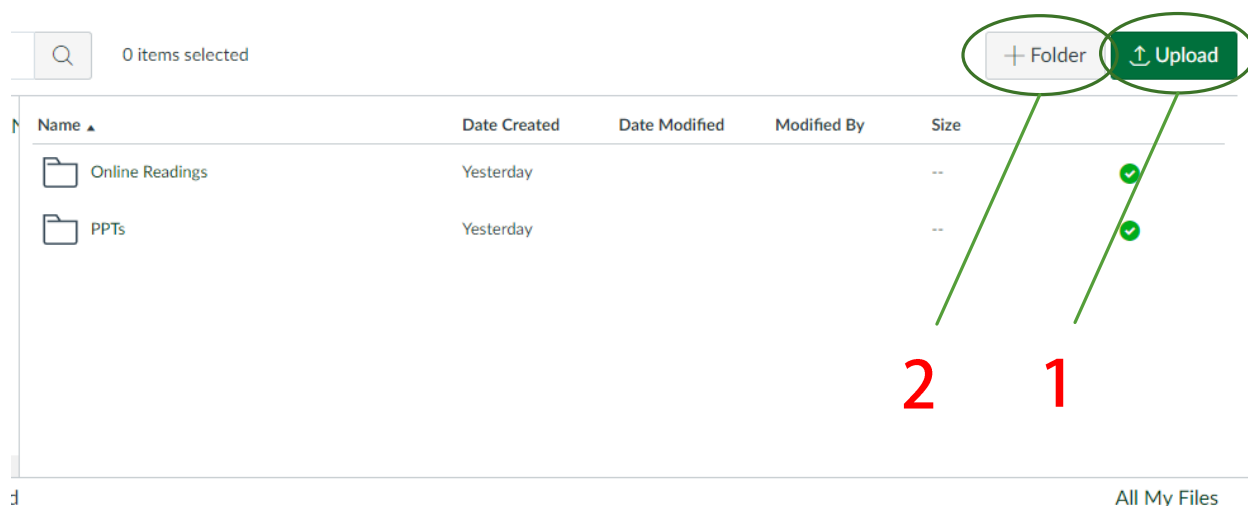 0 items selected
+ Folder
Upload
Name
Date Created
Date Modified
Modified By
Size
Online Readings
Yesterday
--
PPTs
Yesterday
--
2
1
All My Files